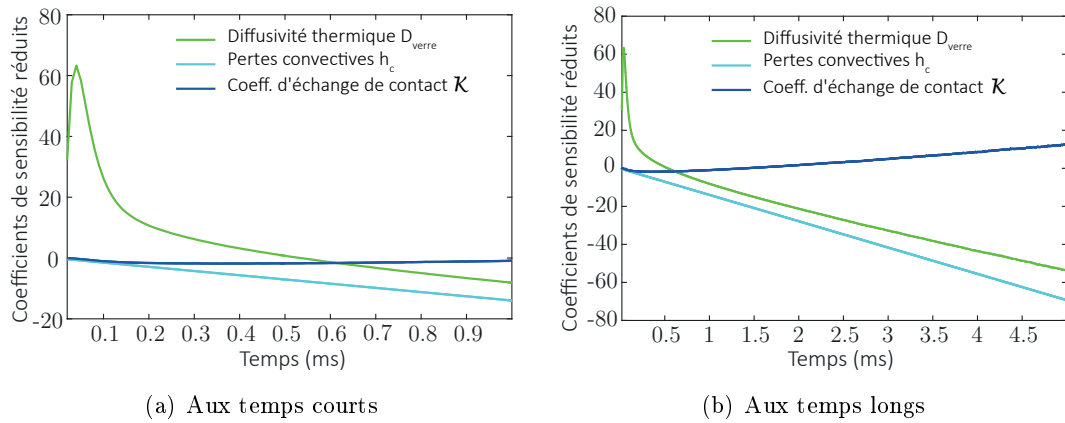 80
60
40
20
0
-20
Coefficients de sensibilité réduits
Diffusivité thermique D_verre
Pertes convectives h_c
Coeff. d'échange de contact 𝒦
0.1 0.2 0.3 0.4 0.5 0.6 0.7 0.8 0.9
Temps (ms)
(a) Aux temps courts
80
60
40
20
0
-20
-40
-60
-80
Coefficients de sensibilité réduits
Diffusivité thermique D_verre
Pertes convectives h_c
Coeff. d'échange de contact 𝒦
0.5 1 1.5 2 2.5 3 3.5 4 4.5
Temps (ms)
(b) Aux temps longs